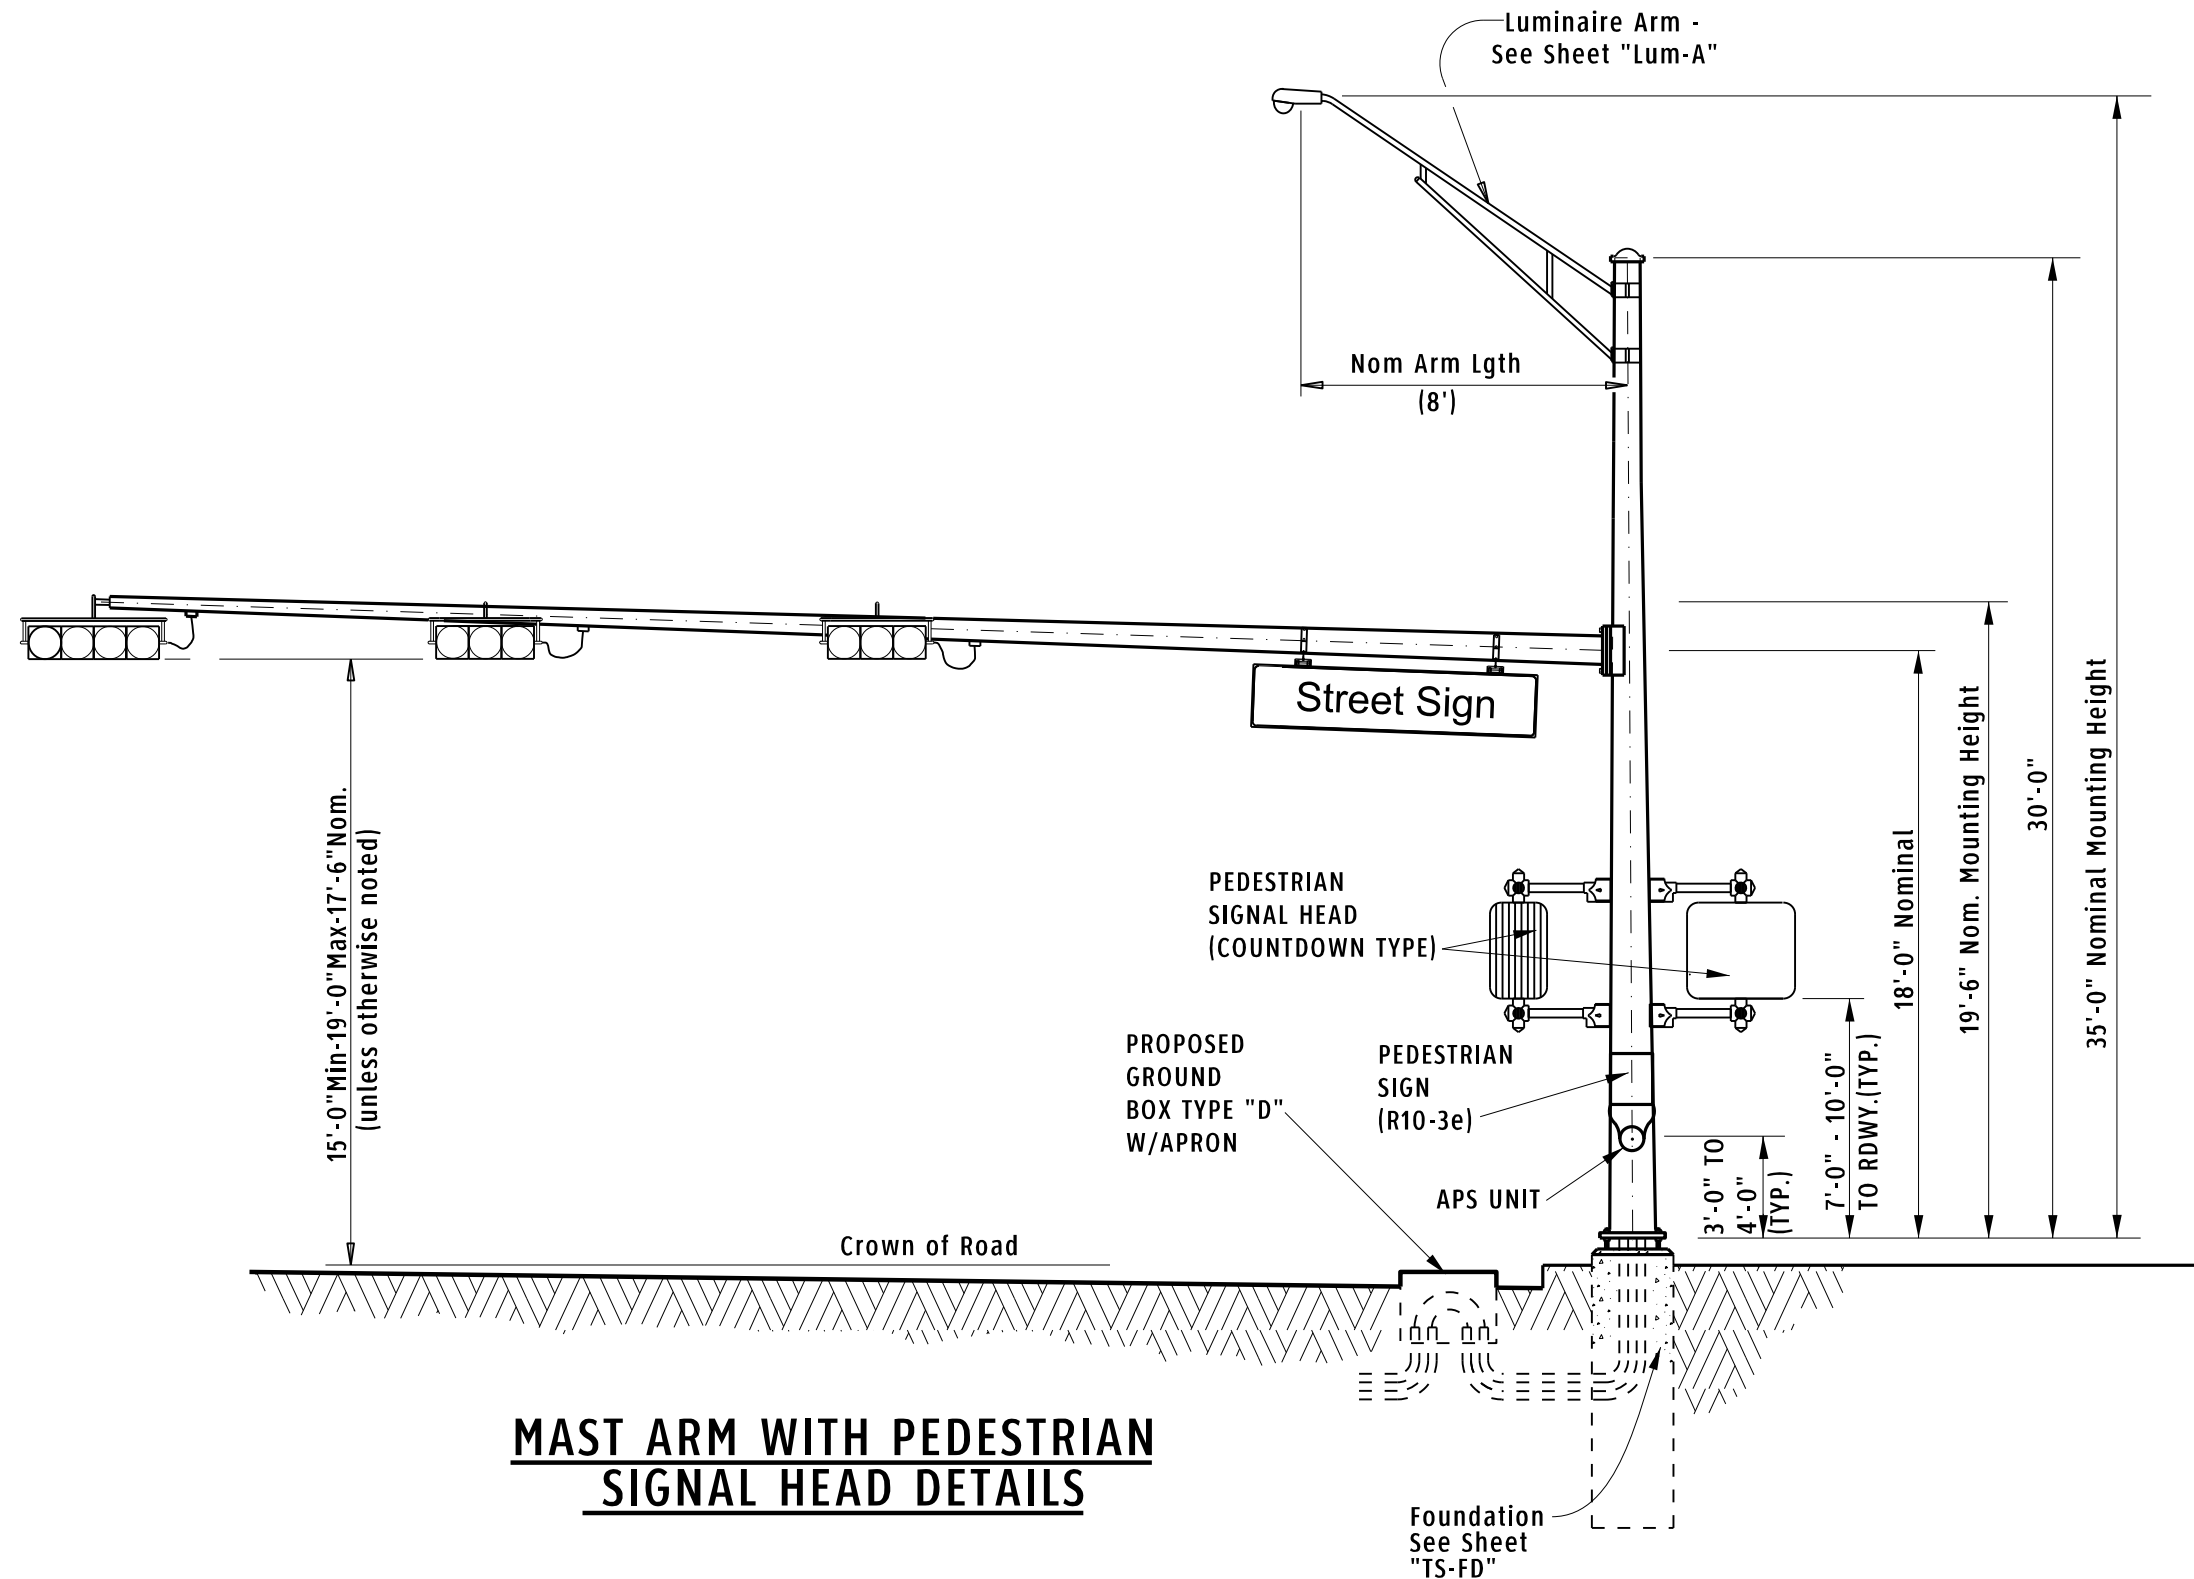 Luminaire Arm -
See Sheet "Lum-A"
Nom Arm Lgth
(8')
Street Sign
15'-0"Min-19'-0"Max-17'-6"Nom.
(unless otherwise noted)
PEDESTRIAN
SIGNAL HEAD
(COUNTDOWN TYPE)
PROPOSED
GROUND
BOX TYPE "D"
W/APRON
PEDESTRIAN
SIGN
(R10-3e)
APS UNIT
3'-0" TO
4'-0"
(TYP.)
7'-0" - 10'-0"
TO RDWY.(TYP.)
18'-0" Nominal
19'-6" Nom. Mounting Height
30'-0"
35'-0" Nominal Mounting Height
Crown of Road
MAST ARM WITH PEDESTRIAN
SIGNAL HEAD DETAILS
Foundation
See Sheet
"TS-FD"